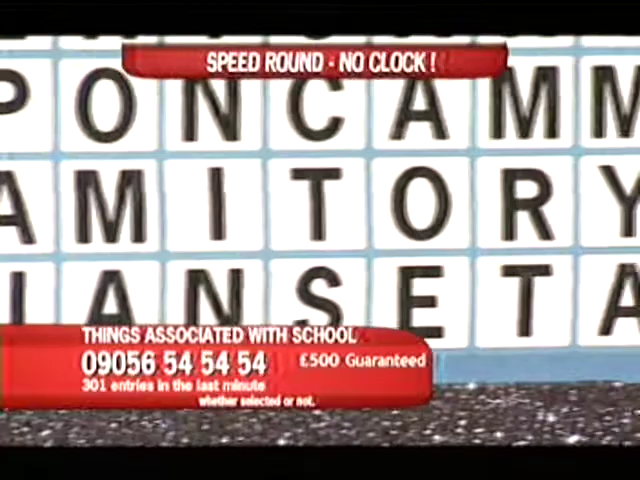 SPEED ROUND - NO CLOCK !
P O N C A M M
A M I T O R Y
I A N S E T A
THINGS ASSOCIATED WITH SCHOOL
09056 54 54 54 £500 Guaranteed
301 entries in the last minute
whether selected or not.